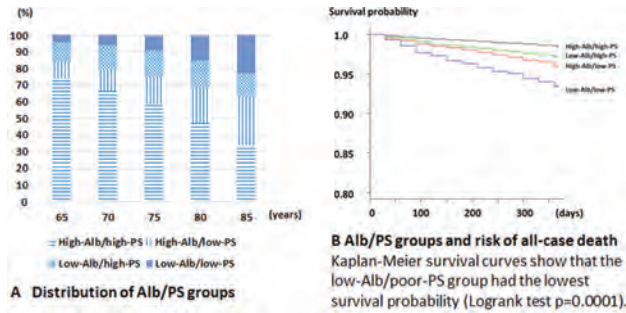 (%)
100
90
80
70
60
50
40
30
20
10
0
65 70 75 80 85 (years)
High-Alb/high-PS High-Alb/low-PS
Low-Alb/high-PS Low-Alb/low-PS
A Distribution of Alb/PS groups
Survival probability
1.0
0.95
0.90
0.85
0.80
High-Alb/high-PS
Low-Alb/high-PS
High-Alb/low-PS
Low-Alb/low-PS
0 100 200 300 (days)
B Alb/PS groups and risk of all-case death
Kaplan-Meier survival curves show that the
low-Alb/poor-PS group had the lowest
survival probability (Logrank test p=0.0001).